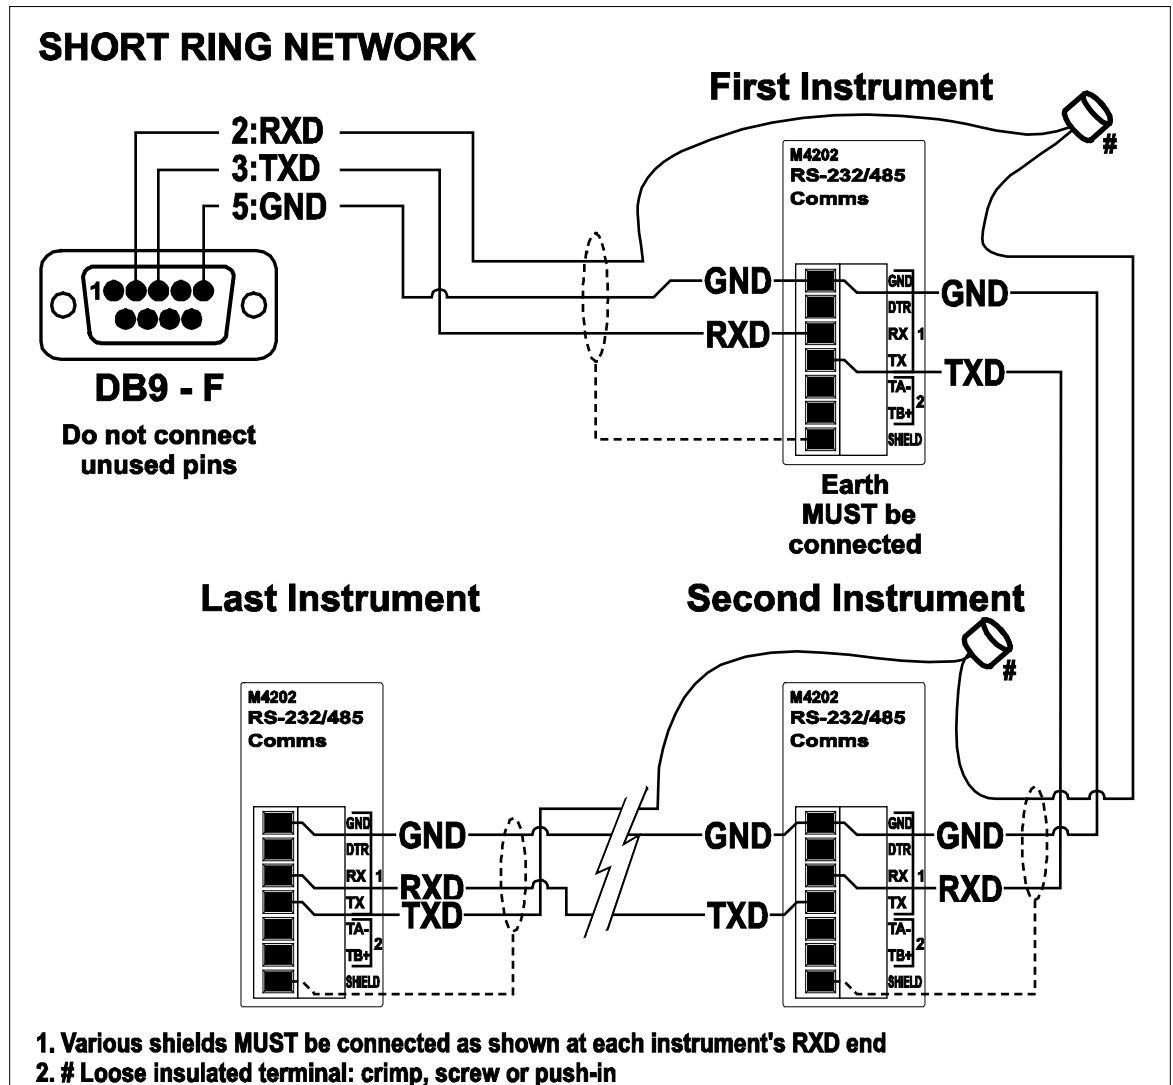 SHORT RING NETWORK
First Instrument
2:RXD
3:TXD
5:GND
#
M4202
RS-232/485
Comms
1
GND
RXD
GND
DTR
RX 1
TX
TA-
2
TB+
SHIELD
GND
TXD
DB9 - F
Do not connect
unused pins
Earth
MUST be
connected
Last Instrument
Second Instrument
#
M4202
RS-232/485
Comms
GND
DTR
RX 1
TX
TA-
2
TB+
SHIELD
GND
RXD
TXD
GND
TXD
M4202
RS-232/485
Comms
GND
DTR
RX 1
TX
TA-
2
TB+
SHIELD
GND
RXD
1. Various shields MUST be connected as shown at each instrument's RXD end
2. # Loose insulated terminal: crimp, screw or push-in